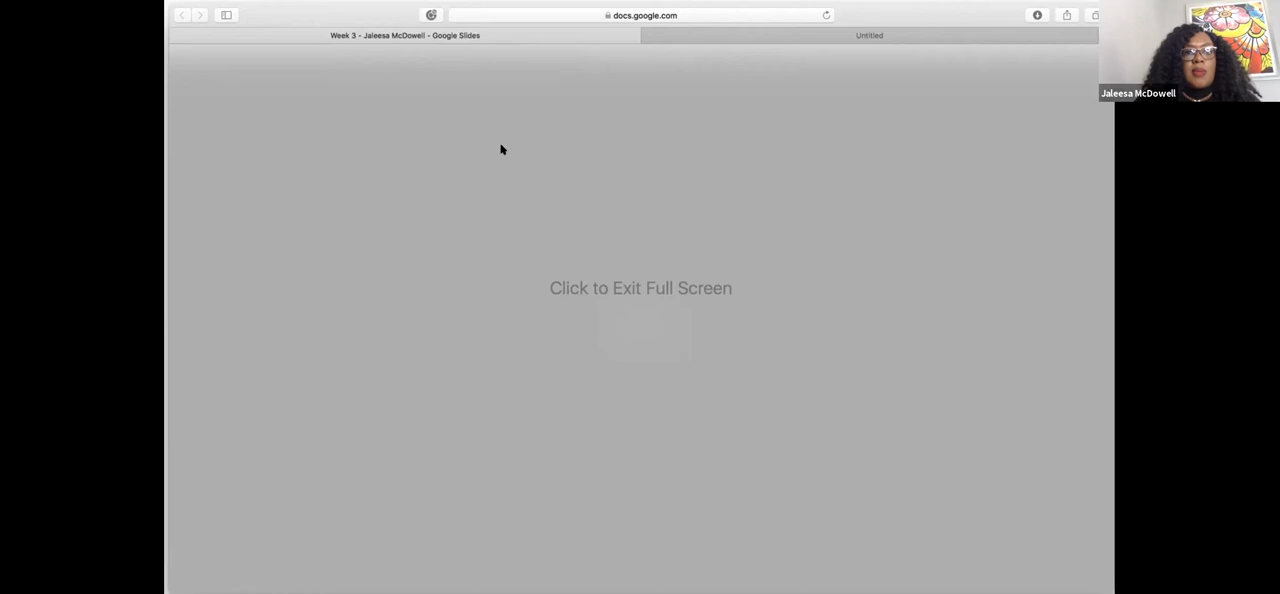 docs.google.com
Week 3 - Jaleesa McDowell - Google Slides
Untitled
Jaleesa McDowell
Click to Exit Full Screen